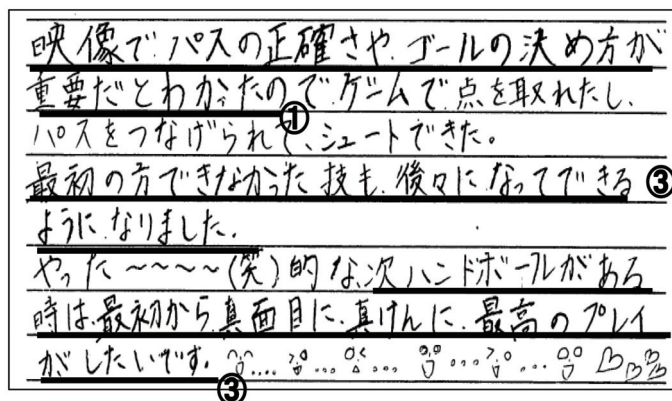 映像で、パスの正確さや、ゴールの決め方が
重要だとわかったので、ゲームで、点を取れたし、
①
パスをつなげられて、シュートできた。
最初の方できなかった技も、後々になってできる ③
ようになりました。
やった~~~~(笑)的な、次ハンドボールがある
時は、最初から、真面目に、真けんに、最高のプレイ
がしたいです。
③